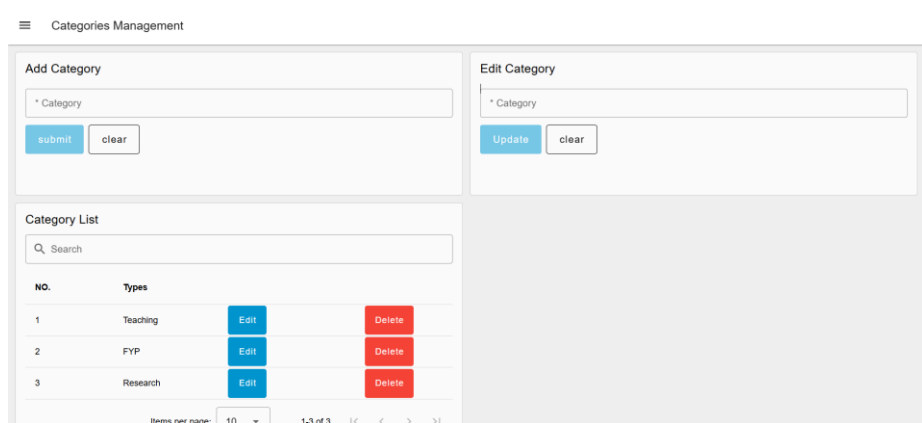 Categories Management
Add Category
* Category
submit clear
Edit Category
* Category
Update clear
Category List
Search
NO. Types
1 Teaching Edit Delete
2 FYP Edit Delete
3 Research Edit Delete
Items per page: 10 1-3 of 3